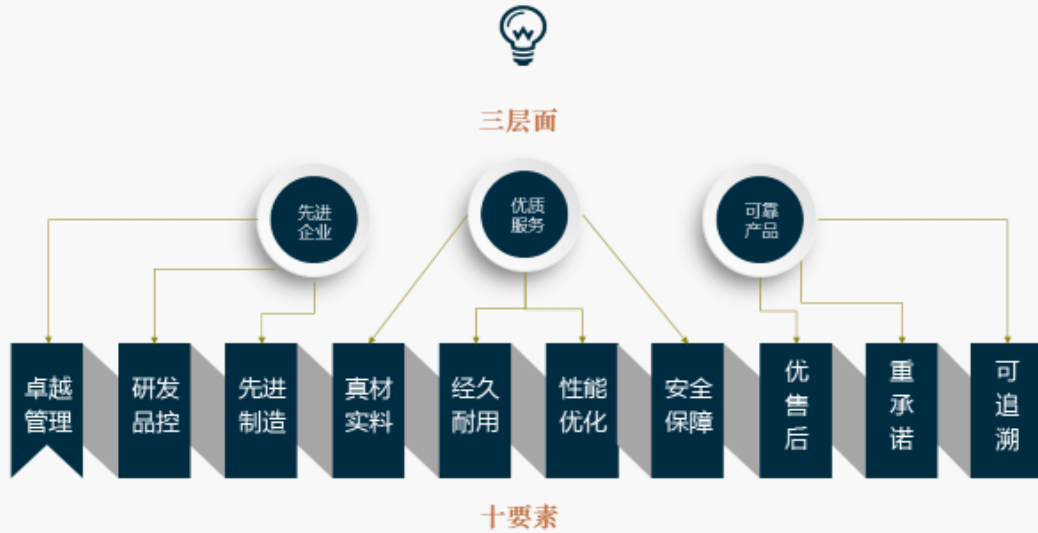 三层面
先进
企业
优质
服务
可靠
产品
卓越
管理
研发
品控
先进
制造
真材
实料
经久
耐用
性能
优化
安全
保障
优
售
后
重
承
诺
可
追
溯
十要素